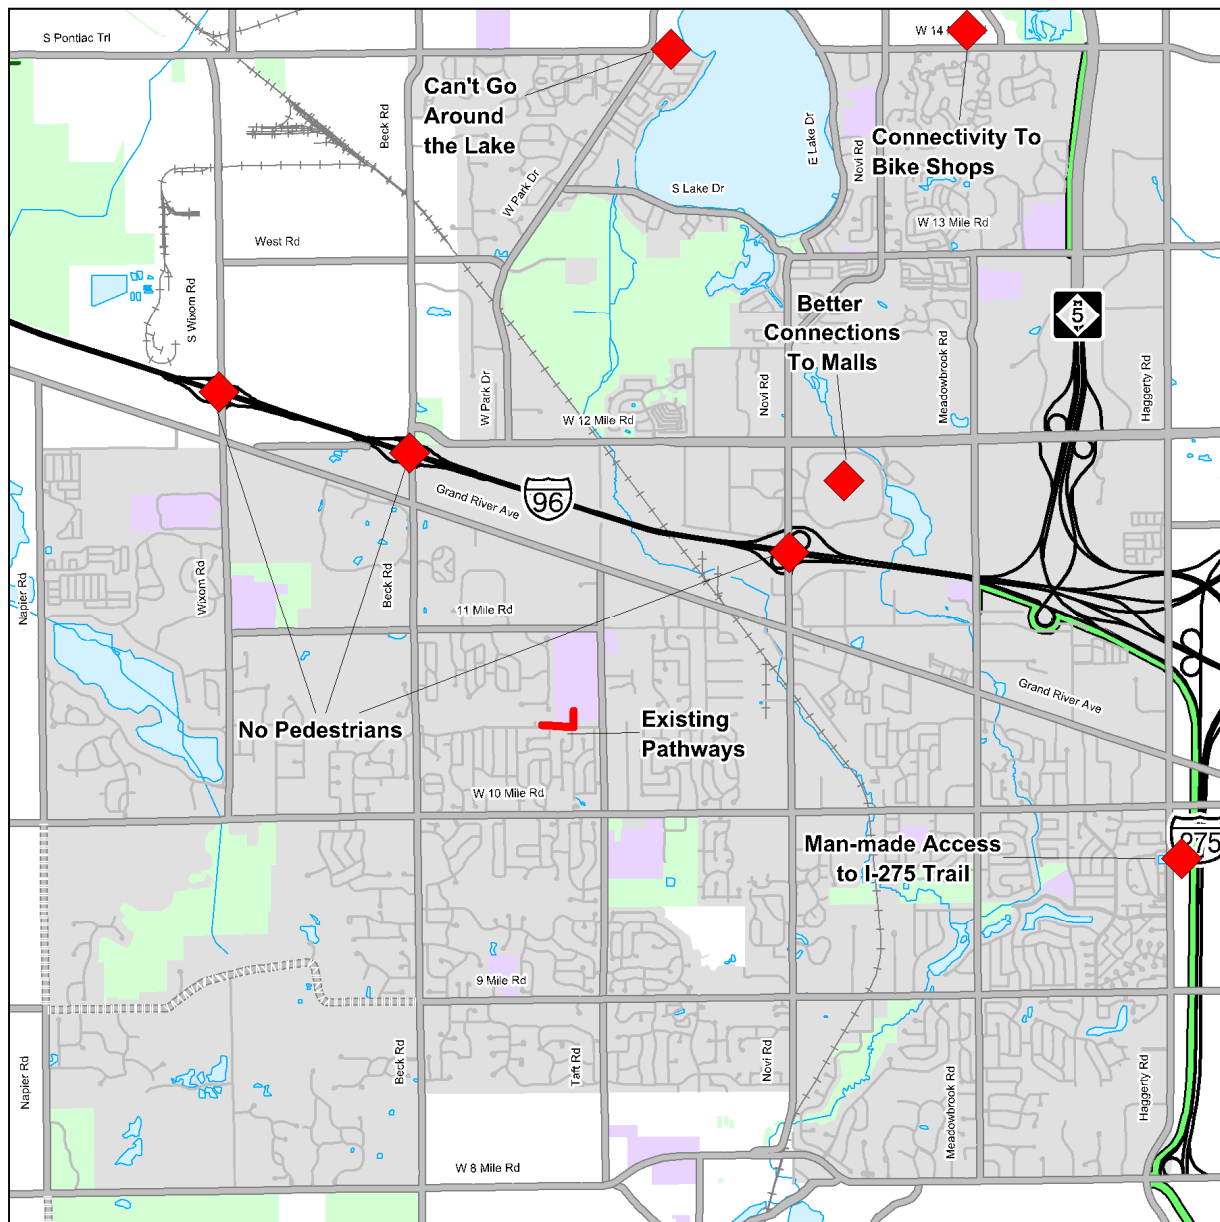 S Pontiac Trl
W 14
Can't Go
Around
the Lake
Beck Rd
E Lake Dr
Novi Rd
Connectivity To
Bike Shops
W Park Dr
S Lake Dr
W 13 Mile Rd
West Rd
S Wixom Rd
Better
Connections
To Malls
M
5
Meadowbrook Rd
Haggerty Rd
W Park Dr
Novi Rd
W 12 Mile Rd
Grand River Ave
96
Napier Rd
Wixom Rd
Beck Rd
11 Mile Rd
Grand River Ave
No Pedestrians
Existing
Pathways
W 10 Mile Rd
Man-made Access
to I-275 Trail
275
9 Mile Rd
Napier Rd
Beck Rd
Taft Rd
Novi Rd
Meadowbrook Rd
Haggerty Rd
W 8 Mile Rd